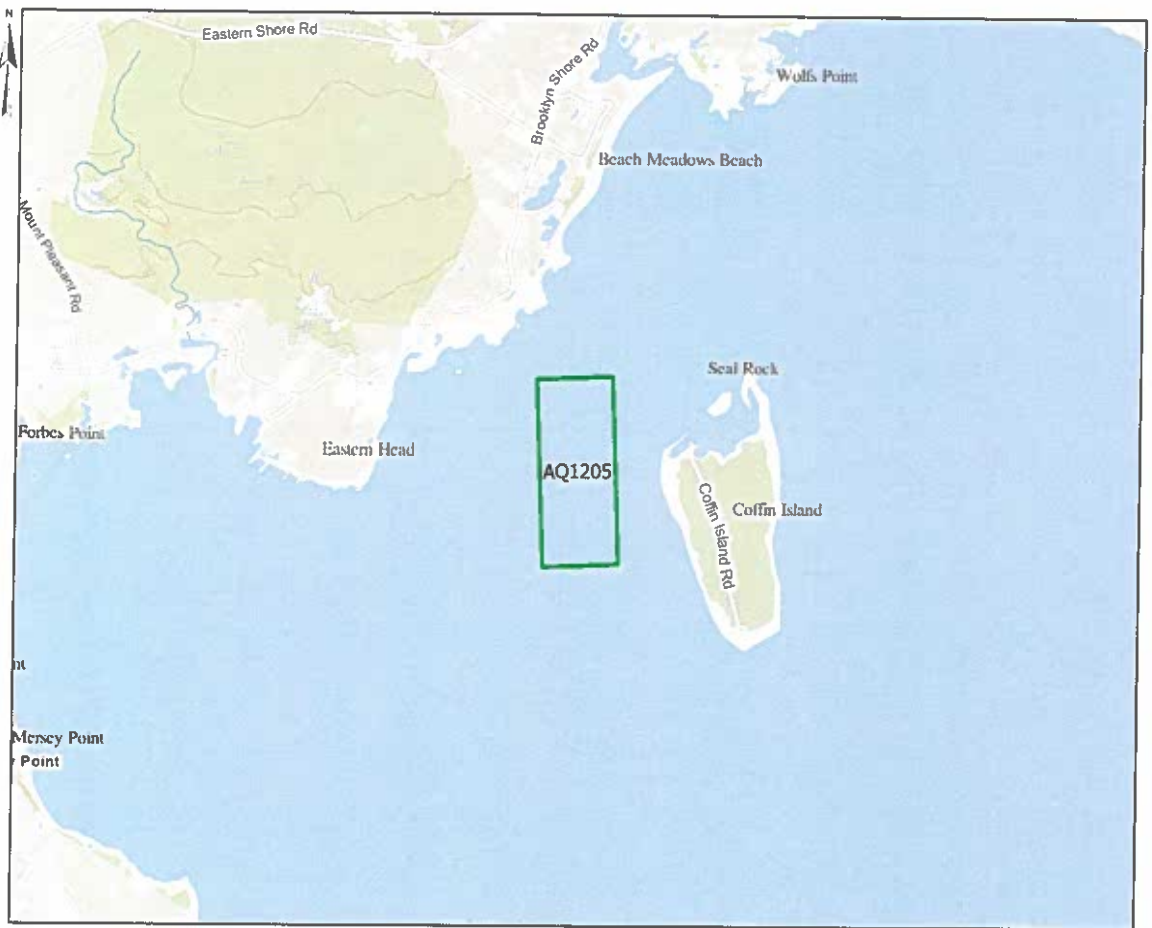 N
Eastern Shore Rd
Brooklyn Shore Rd
Wolfs Point
Beach Meadows Beach
Mount Pleasant Rd
Seal Rock
Forbes Point
Eastern Head
AQ1205
Coffin Island
Coffin Island Rd
nt
Mersey Point
Point